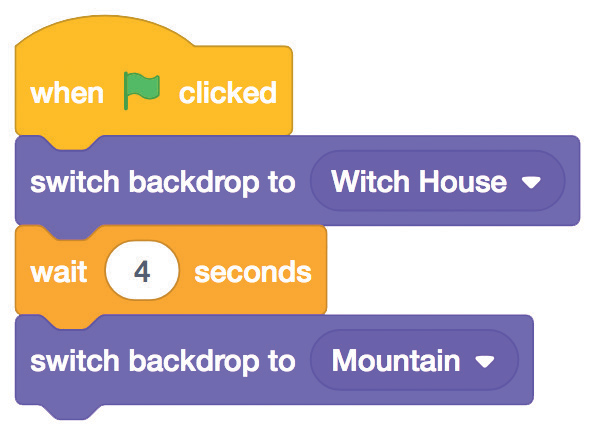 when clicked
switch backdrop to Witch House
wait 4 seconds
switch backdrop to Mountain